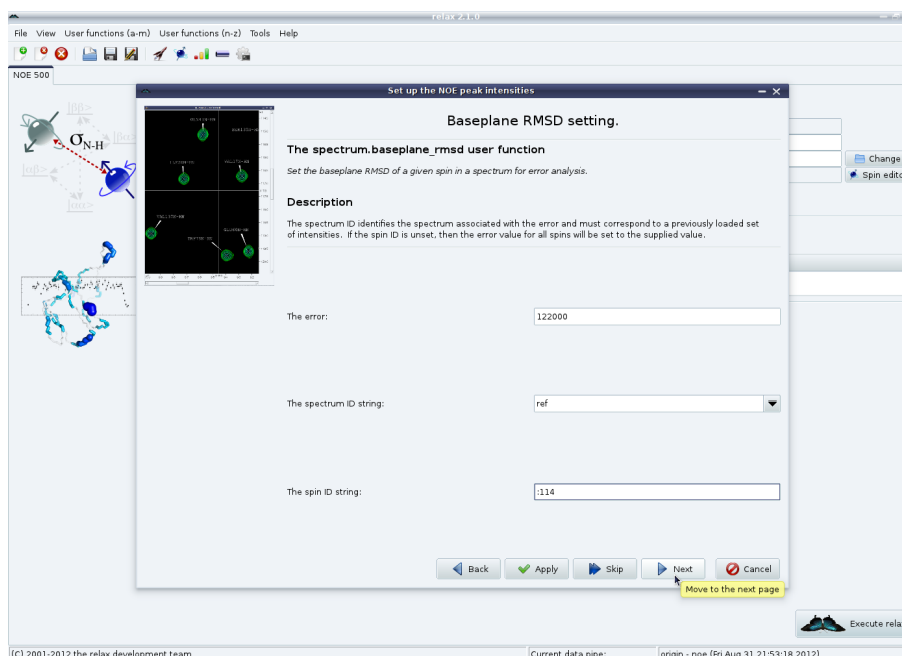 relax 2.1.0
File View User functions (a-m) User functions (n-z) Tools Help
NOE 500
Set up the NOE peak intensities
|ββ>
|βα>
|αβ>
|αα>
σN-H
Baseplane RMSD setting.
The spectrum.baseplane_rmsd user function
Set the baseplane RMSD of a given spin in a spectrum for error analysis.
Change
Spin edito
Description
The spectrum ID identifies the spectrum associated with the error and must correspond to a previously loaded set
of intensities. If the spin ID is unset, then the error value for all spins will be set to the supplied value.
The error: 122000
The spectrum ID string: ref
The spin ID string: :114
Back Apply Skip Next Cancel
Move to the next page
Execute rela
(C) 2001-2012 the relax development team Current data pipe: origin - noe (Fri Aug 31 21:53:18 2012)